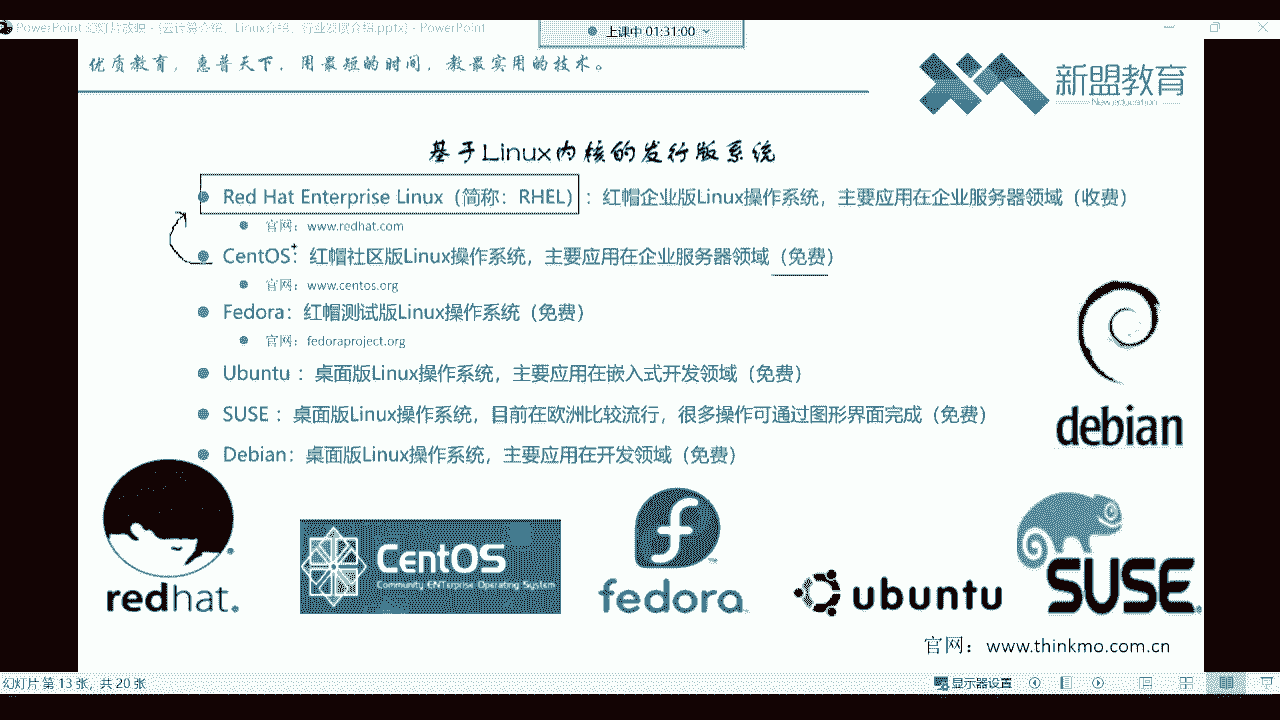 PowerPoint 幻灯片放映 - [云计算介绍、Linux介绍、行业发展介绍.pptx] - PowerPoint
上课中 01:31:00
优质教育，惠普天下，用最短的时间，教最实用的技术。
新盟教育
New education
基于Linux内核的发行版系统
Red Hat Enterprise Linux（简称：RHEL）：红帽企业版Linux操作系统，主要应用在企业服务器领域（收费）
官网：www.redhat.com
CentOS：红帽社区版Linux操作系统，主要应用在企业服务器领域（免费）
官网：www.centos.org
Fedora：红帽测试版Linux操作系统（免费）
官网：fedoraproject.org
Ubuntu ：桌面版Linux操作系统，主要应用在嵌入式开发领域（免费）
SUSE ：桌面版Linux操作系统，目前在欧洲比较流行，很多操作可通过图形界面完成（免费）
Debian：桌面版Linux操作系统，主要应用在开发领域（免费）
debian
redhat.
CentOS
Community ENTerprise Operating System
fedora
ubuntu
SUSE
官网：www.thinkmo.com.cn
幻灯片第 13 张，共 20 张
显示器设置